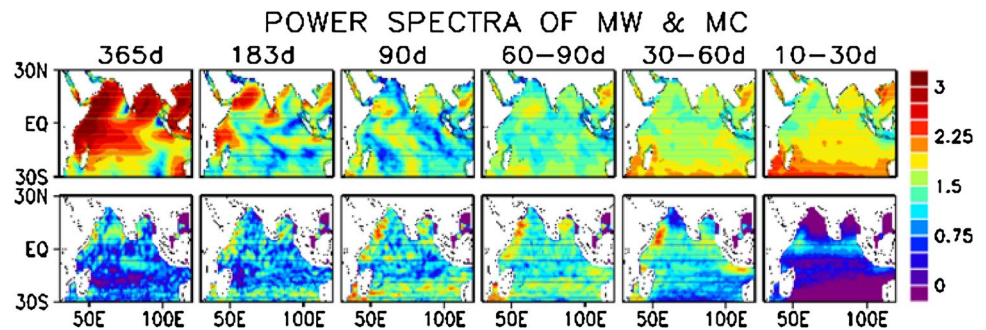 POWER SPECTRA OF MW & MC
365d 183d 90d 60–90d 30–60d 10–30d
30N
EQ
30S
30N
EQ
30S
50E 100E 50E 100E 50E 100E 50E 100E 50E 100E 50E 100E
3
2.25
1.5
0.75
0